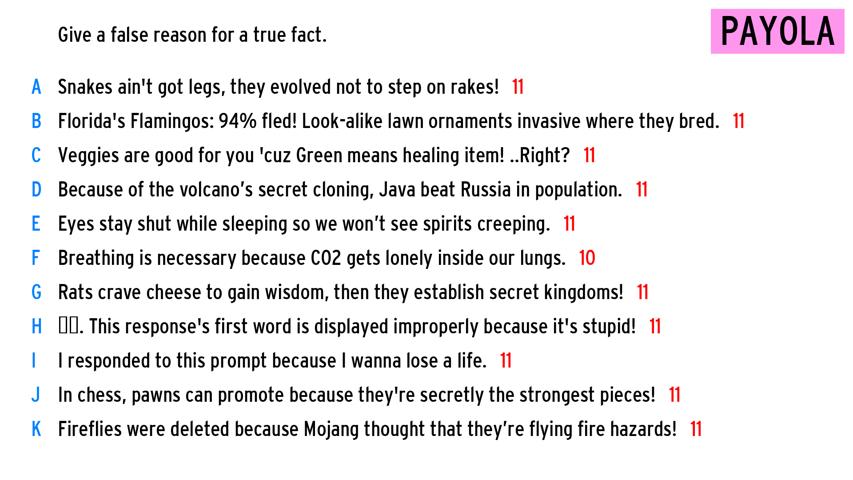 Give a false reason for a true fact.
PAYOLA
A Snakes ain't got legs, they evolved not to step on rakes! 11
B Florida's Flamingos: 94% fled! Look-alike lawn ornaments invasive where they bred. 11
C Veggies are good for you 'cuz Green means healing item! ..Right? 11
D Because of the volcano’s secret cloning, Java beat Russia in population. 11
E Eyes stay shut while sleeping so we won’t see spirits creeping. 11
F Breathing is necessary because CO2 gets lonely inside our lungs. 10
G Rats crave cheese to gain wisdom, then they establish secret kingdoms! 11
H ▯▯. This response's first word is displayed improperly because it's stupid! 11
I I responded to this prompt because I wanna lose a life. 11
J In chess, pawns can promote because they're secretly the strongest pieces! 11
K Fireflies were deleted because Mojang thought that they’re flying fire hazards! 11